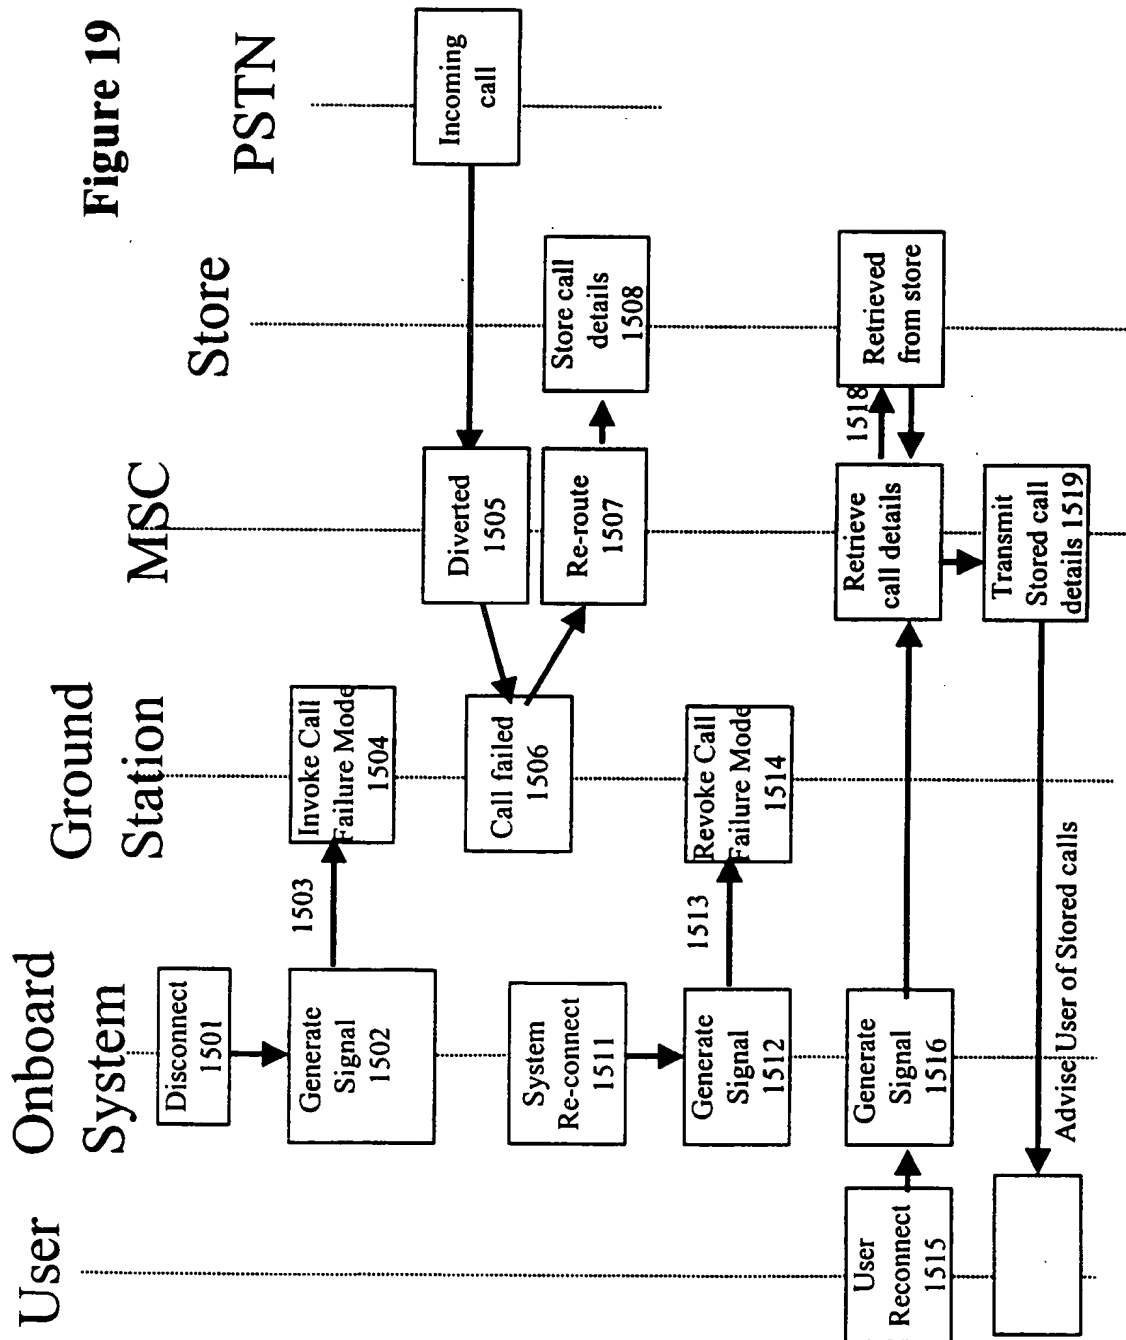 Figure 19
User
Onboard
System
Ground
Station
MSC
Store
PSTN
Disconnect
1501
Generate
Signal
1502
1503
Invoke Call
Failure Mode
1504
Incoming
call
Diverted
1505
Call failed
1506
Re-route
1507
Store call
details
1508
System
Re-connect
1511
Generate
Signal
1512
1513
Revoke Call
Failure Mode
1514
User
Reconnect
1515
Generate
Signal
1516
Retrieve
call details
1518
Retrieved
from store
Transmit
Stored call
details 1519
Advise User of Stored calls